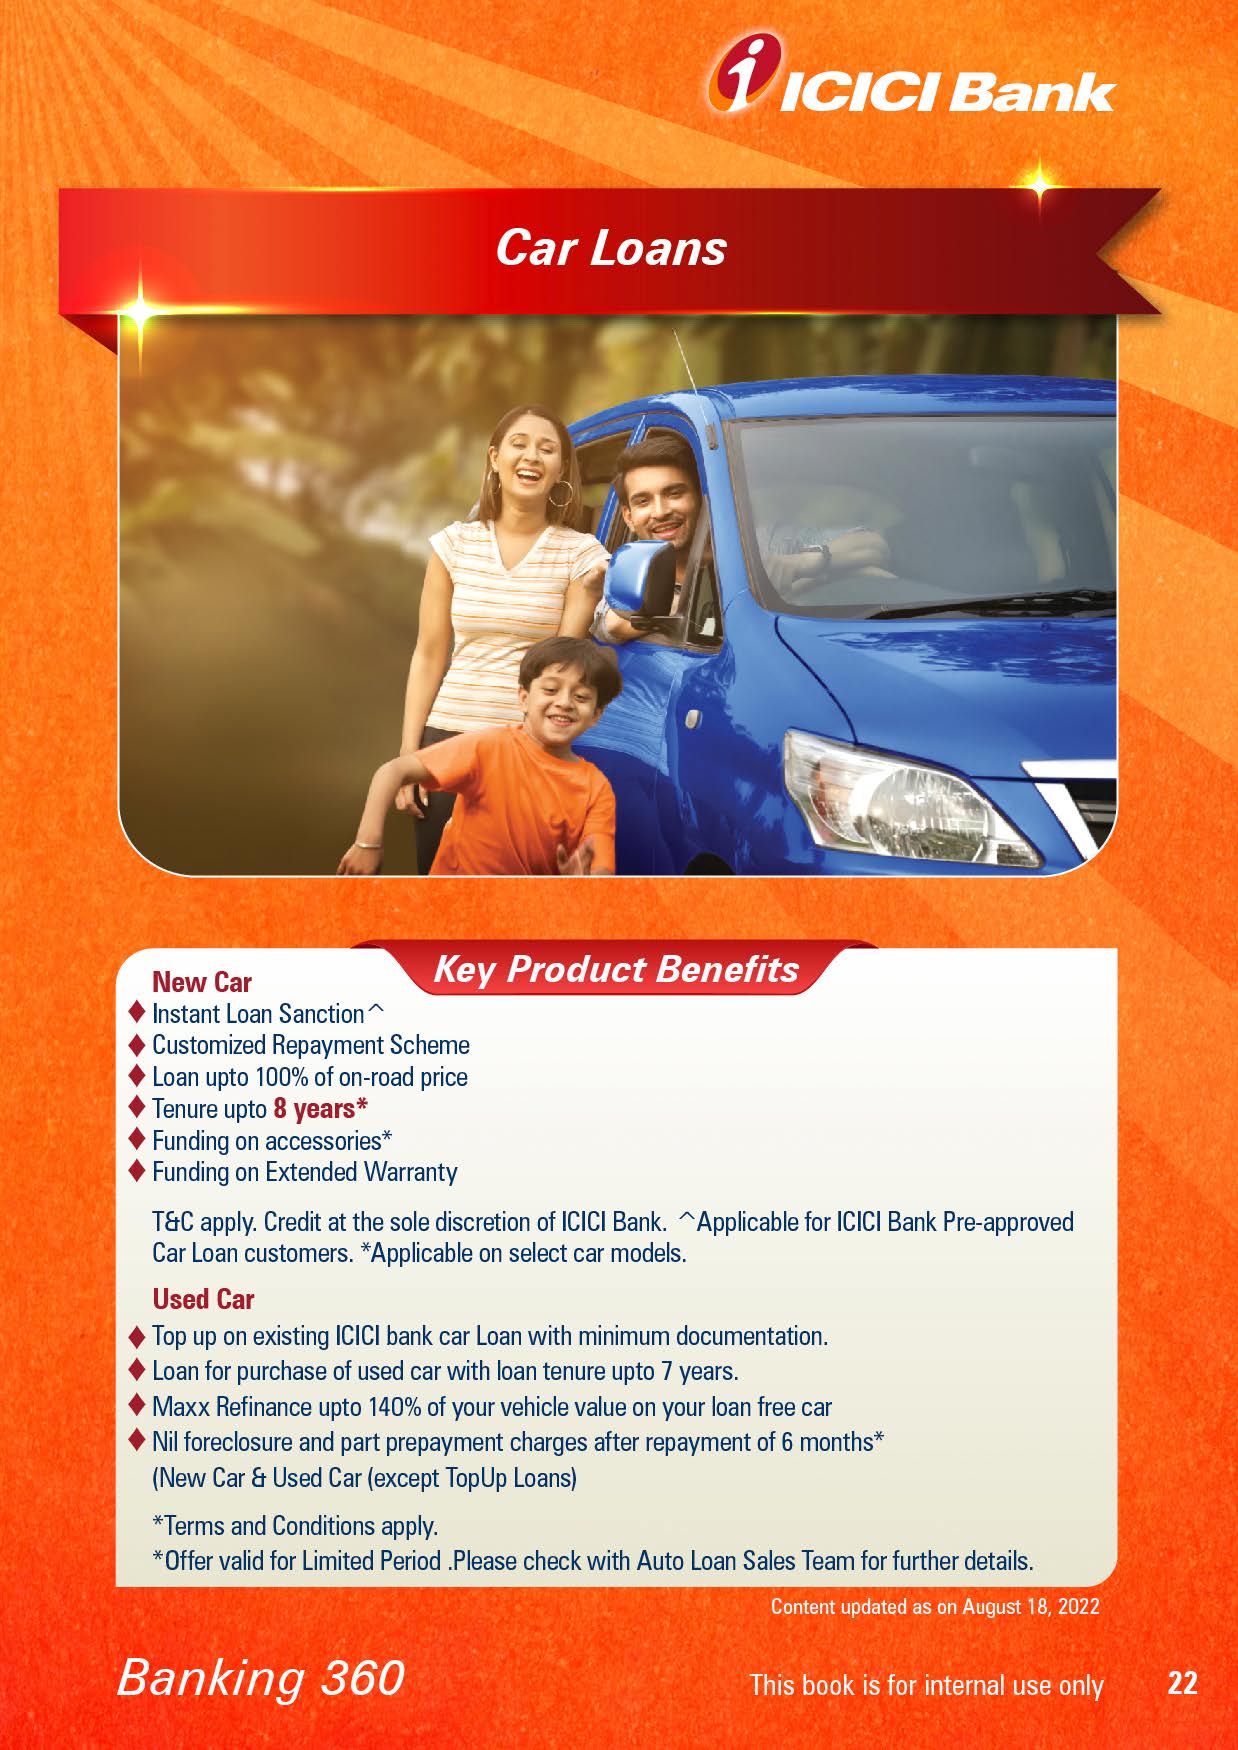 ICICI Bank
Car Loans
Key Product Benefits
New Car
Instant Loan Sanction^
Customized Repayment Scheme
Loan upto 100% of on-road price
Tenure upto 8 years*
Funding on accessories*
Funding on Extended Warranty
T&C apply. Credit at the sole discretion of ICICI Bank. ^Applicable for ICICI Bank Pre-approved
Car Loan customers. *Applicable on select car models.
Used Car
Top up on existing ICICI bank car Loan with minimum documentation.
Loan for purchase of used car with loan tenure upto 7 years.
Maxx Refinance upto 140% of your vehicle value on your loan free car
Nil foreclosure and part prepayment charges after repayment of 6 months*
(New Car & Used Car (except TopUp Loans)
*Terms and Conditions apply.
*Offer valid for Limited Period .Please check with Auto Loan Sales Team for further details.
Content updated as on August 18, 2022
Banking 360
This book is for internal use only
22